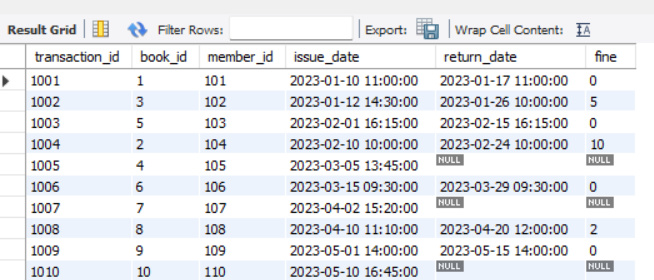 Result Grid Filter Rows: Export: Wrap Cell Content: IA
transaction_id book_id member_id issue_date return_date fine
1001 1 101 2023-01-10 11:00:00 2023-01-17 11:00:00 0
1002 3 102 2023-01-12 14:30:00 2023-01-26 10:00:00 5
1003 5 103 2023-02-01 16:15:00 2023-02-15 16:15:00 0
1004 2 104 2023-02-10 10:00:00 2023-02-24 10:00:00 10
1005 4 105 2023-03-05 13:45:00 NULL NULL
1006 6 106 2023-03-15 09:30:00 2023-03-29 09:30:00 0
1007 7 107 2023-04-02 15:20:00 NULL NULL
1008 8 108 2023-04-10 11:10:00 2023-04-20 12:00:00 2
1009 9 109 2023-05-01 14:00:00 2023-05-15 14:00:00 0
1010 10 110 2023-05-10 16:45:00 NULL NULL